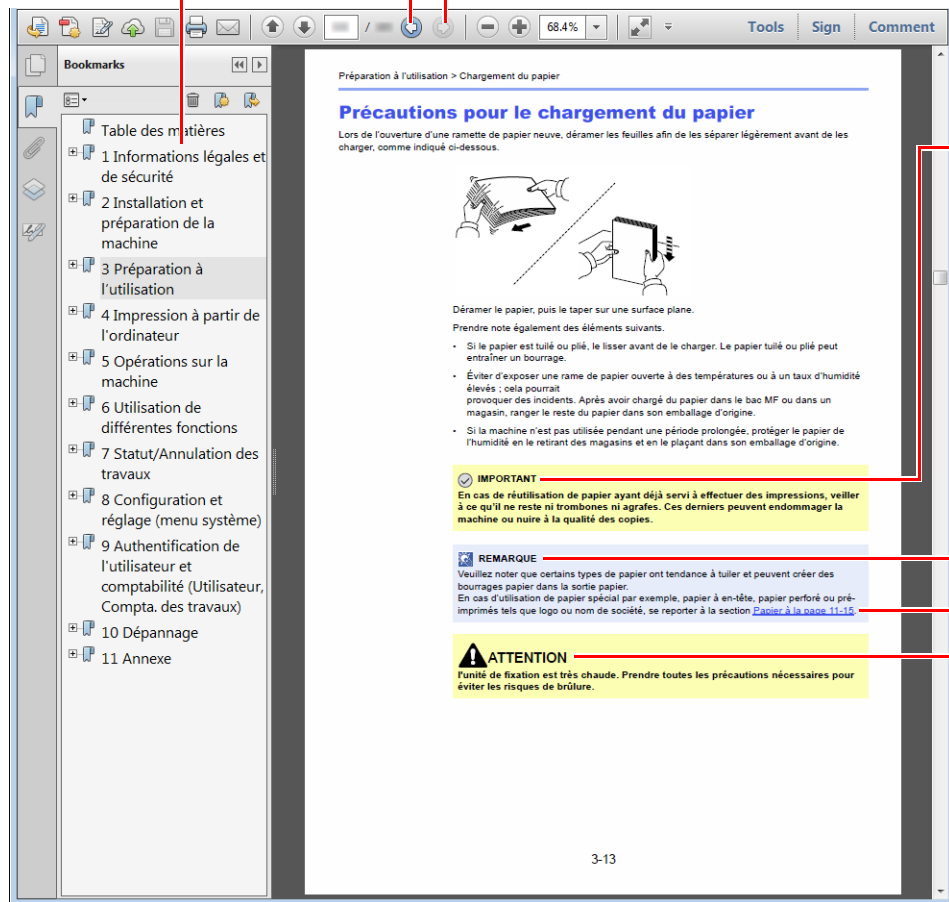 /
68.4%
Tools
Sign
Comment
Bookmarks
Table des matières
1 Informations légales et
de sécurité
2 Installation et
préparation de la
machine
3 Préparation à
l'utilisation
4 Impression à partir de
l'ordinateur
5 Opérations sur la
machine
6 Utilisation de
différentes fonctions
7 Statut/Annulation des
travaux
8 Configuration et
réglage (menu système)
9 Authentification de
l'utilisateur et
comptabilité (Utilisateur,
Compta. des travaux)
10 Dépannage
11 Annexe
Préparation à l'utilisation > Chargement du papier
Précautions pour le chargement du papier
Lors de l'ouverture d'une ramette de papier neuve, déramer les feuilles afin de les séparer légèrement avant de les
charger, comme indiqué ci-dessous.
Déramer le papier, puis le taper sur une surface plane.
Prendre note également des éléments suivants.
• Si le papier est tuilé ou plié, le lisser avant de le charger. Le papier tuilé ou plié peut
entraîner un bourrage.
• Éviter d'exposer une rame de papier ouverte à des températures ou à un taux d'humidité
élevés ; cela pourrait
provoquer des incidents. Après avoir chargé du papier dans le bac MF ou dans un
magasin, ranger le reste du papier dans son emballage d'origine.
• Si la machine n'est pas utilisée pendant une période prolongée, protéger le papier de
l'humidité en le retirant des magasins et en le plaçant dans son emballage d'origine.
IMPORTANT
En cas de réutilisation de papier ayant déjà servi à effectuer des impressions, veiller
à ce qu'il ne reste ni trombones ni agrafes. Ces derniers peuvent endommager la
machine ou nuire à la qualité des copies.
REMARQUE
Veuillez noter que certains types de papier ont tendance à tuiler et peuvent créer des
bourrages papier dans la sortie papier.
En cas d'utilisation de papier spécial par exemple, papier à en-tête, papier perforé ou pré-
imprimés tels que logo ou nom de société, se reporter à la section Papier à la page 11-15.
ATTENTION
l'unité de fixation est très chaude. Prendre toutes les précautions nécessaires pour
éviter les risques de brûlure.
3-13